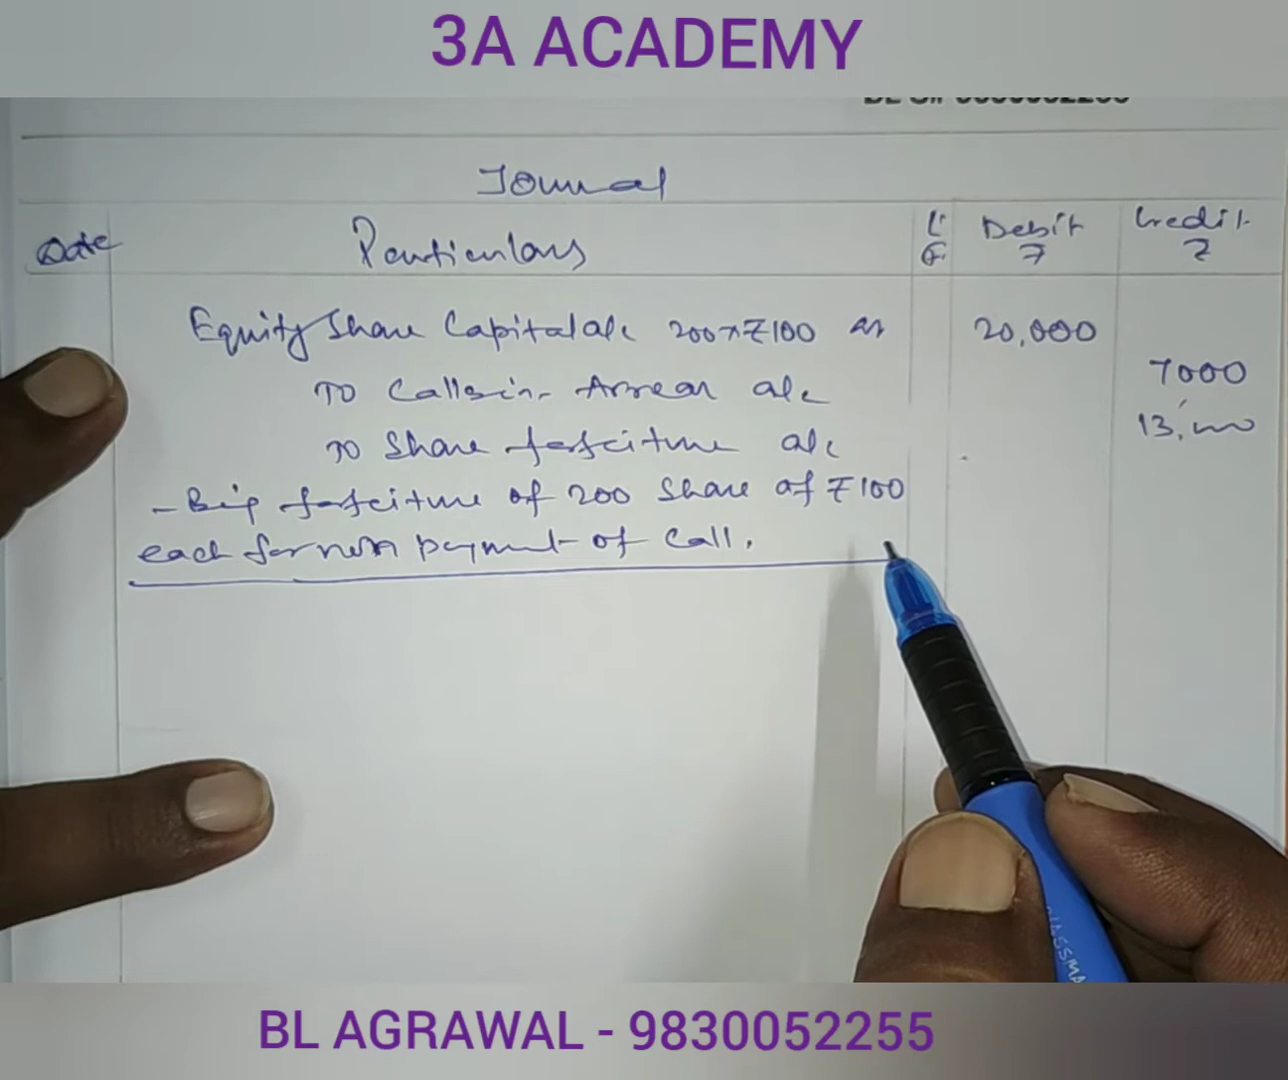 3A ACADEMY
Journal
Date Particulars L.F. Debit ₹ Credit ₹
Equity Share Capital a/c 200x₹100 Dr 20,000
To Calls in Arrear a/c 7000
To Share forfeiture a/c 13,000
- Being forfeiture of 200 Share of ₹100
each for non payment of Call.
BL AGRAWAL - 9830052255